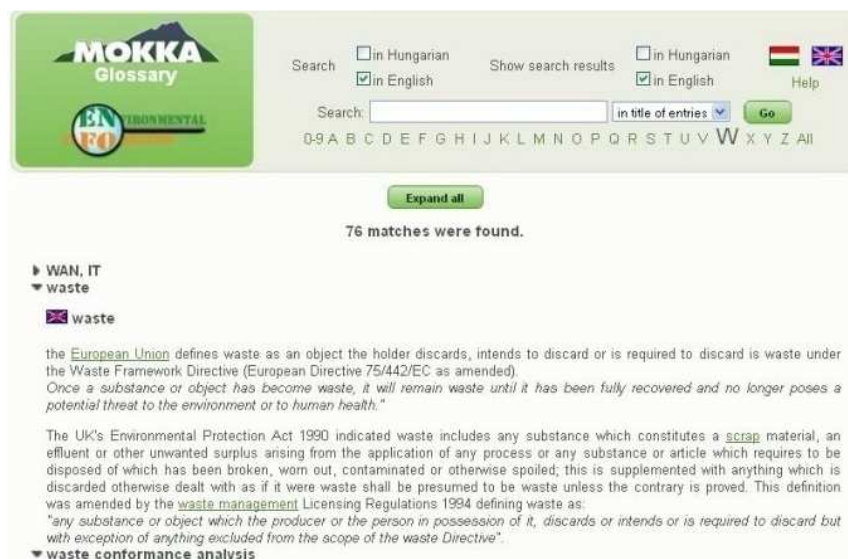 MOKKA
Glossary
ENVIRONMENTAL
INFO
Search
in Hungarian
in English
Show search results
in Hungarian
in English
Help
Search:
in title of entries
Go
0-9 A B C D E F G H I J K L M N O P Q R S T U V W X Y Z All
Expand all
76 matches were found.
WAN, IT
waste
waste
the European Union defines waste as an object the holder discards, intends to discard or is required to discard is waste under
the Waste Framework Directive (European Directive 75/442/EC as amended).
Once a substance or object has become waste, it will remain waste until it has been fully recovered and no longer poses a
potential threat to the environment or to human health."
The UK's Environmental Protection Act 1990 indicated waste includes any substance which constitutes a scrap material, an
effluent or other unwanted surplus arising from the application of any process or any substance or article which requires to be
disposed of which has been broken, worn out, contaminated or otherwise spoiled; this is supplemented with anything which is
discarded otherwise dealt with as if it were waste shall be presumed to be waste unless the contrary is proved. This definition
was amended by the waste management Licensing Regulations 1994 defining waste as:
"any substance or object which the producer or the person in possession of it, discards or intends or is required to discard but
with exception of anything excluded from the scope of the waste Directive".
waste conformance analysis